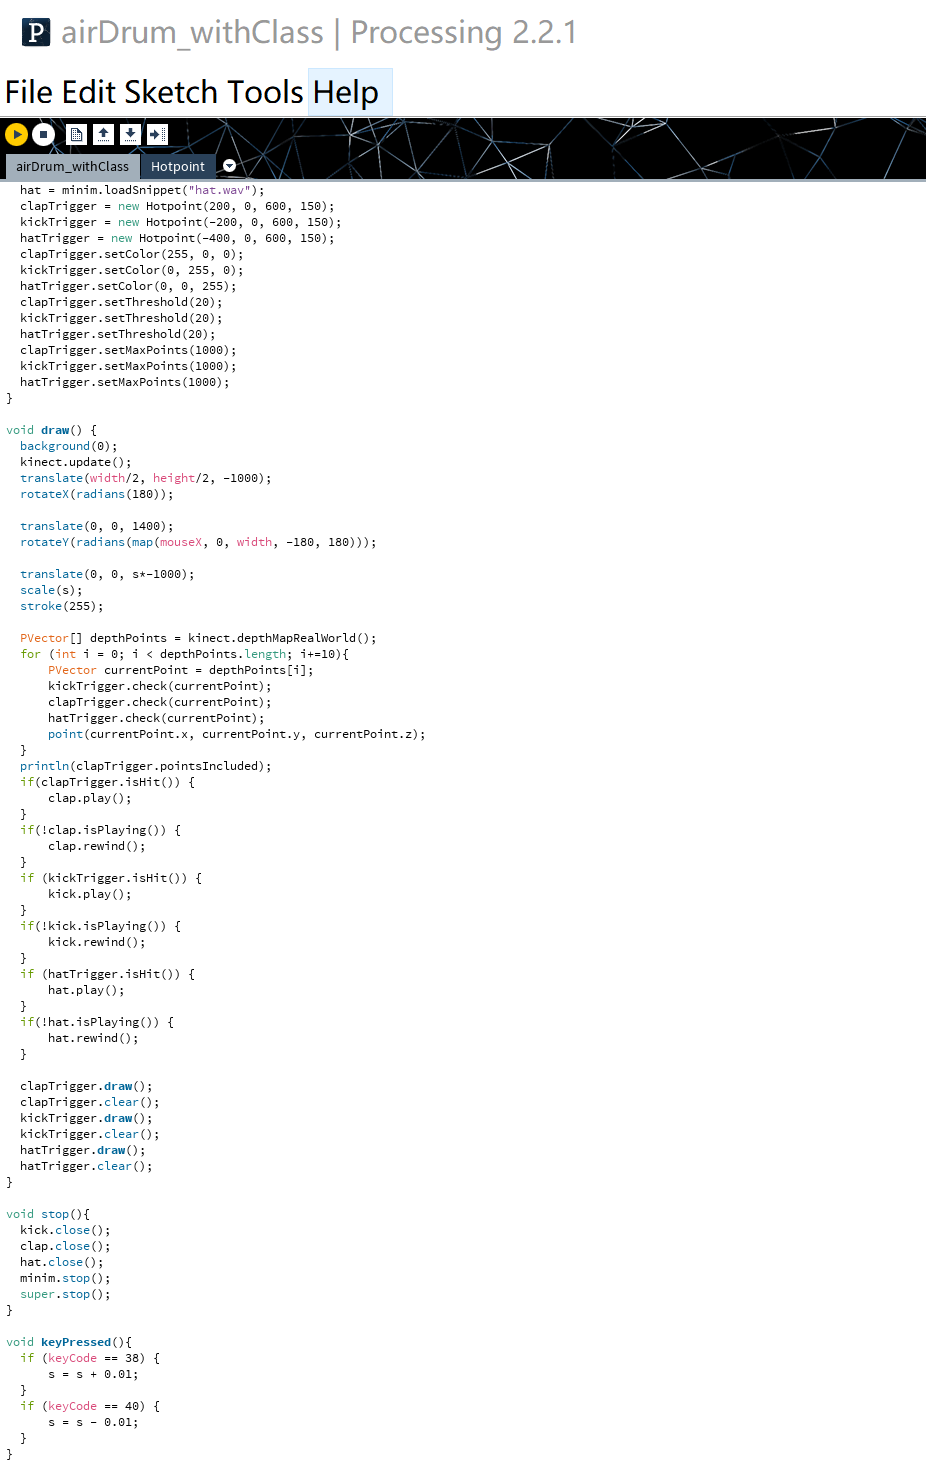 P airDrum_withClass | Processing 2.2.1
File Edit Sketch Tools Help
airDrum_withClass Hotpoint
hat = minim.loadSnippet("hat.wav");
clapTrigger = new Hotpoint(200, 0, 600, 150);
kickTrigger = new Hotpoint(-200, 0, 600, 150);
hatTrigger = new Hotpoint(-400, 0, 600, 150);
clapTrigger.setColor(255, 0, 0);
kickTrigger.setColor(0, 255, 0);
hatTrigger.setColor(0, 0, 255);
clapTrigger.setThreshold(20);
kickTrigger.setThreshold(20);
hatTrigger.setThreshold(20);
clapTrigger.setMaxPoints(1000);
kickTrigger.setMaxPoints(1000);
hatTrigger.setMaxPoints(1000);
}
void draw() {
background(0);
kinect.update();
translate(width/2, height/2, -1000);
rotateX(radians(180));
translate(0, 0, 1400);
rotateY(radians(map(mouseX, 0, width, -180, 180)));
translate(0, 0, s*-1000);
scale(s);
stroke(255);
PVector[] depthPoints = kinect.depthMapRealWorld();
for (int i = 0; i < depthPoints.length; i+=10){
PVector currentPoint = depthPoints[i];
kickTrigger.check(currentPoint);
clapTrigger.check(currentPoint);
hatTrigger.check(currentPoint);
point(currentPoint.x, currentPoint.y, currentPoint.z);
}
println(clapTrigger.pointsIncluded);
if(clapTrigger.isHit()) {
clap.play();
}
if(!clap.isPlaying()) {
clap.rewind();
}
if (kickTrigger.isHit()) {
kick.play();
}
if(!kick.isPlaying()) {
kick.rewind();
}
if (hatTrigger.isHit()) {
hat.play();
}
if(!hat.isPlaying()) {
hat.rewind();
}
clapTrigger.draw();
clapTrigger.clear();
kickTrigger.draw();
kickTrigger.clear();
hatTrigger.draw();
hatTrigger.clear();
}
void stop(){
kick.close();
clap.close();
hat.close();
minim.stop();
super.stop();
}
void keyPressed(){
if (keyCode == 38) {
s = s + 0.01;
}
if (keyCode == 40) {
s = s - 0.01;
}
}